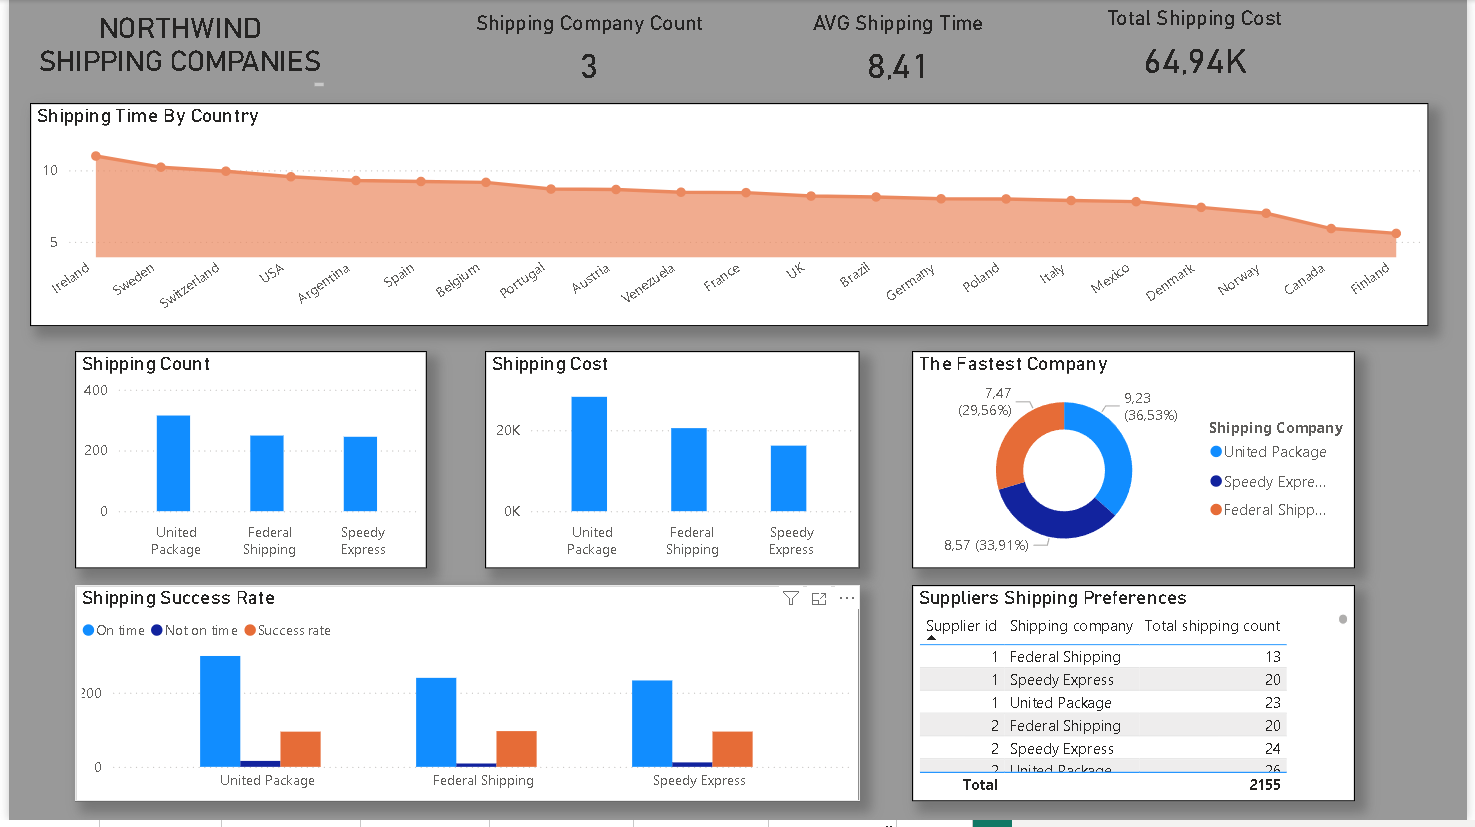 NORTHWIND
SHIPPING COMPANIES
Shipping Company Count
3
AVG Shipping Time
8,41
Total Shipping Cost
64,94K
Shipping Time By Country
10
5
Ireland
Sweden
Switzerland
USA
Argentina
Spain
Belgium
Portugal
Austria
Venezuela
France
UK
Brazil
Germany
Poland
Italy
Mexico
Denmark
Norway
Canada
Finland
Shipping Count
400
200
0
United
Package
Federal
Shipping
Speedy
Express
Shipping Cost
20K
0K
United
Package
Federal
Shipping
Speedy
Express
The Fastest Company
7,47
(29,56%)
9,23
(36,53%)
8,57 (33,91%)
Shipping Company
United Package
Speedy Expre...
Federal Shipp...
Shipping Success Rate
On time Not on time Success rate
200
0
United Package
Federal Shipping
Speedy Express
Suppliers Shipping Preferences
Supplier id Shipping company Total shipping count
1 Federal Shipping 13
1 Speedy Express 20
1 United Package 23
2 Federal Shipping 20
2 Speedy Express 24
2 United Package 26
Total 2155